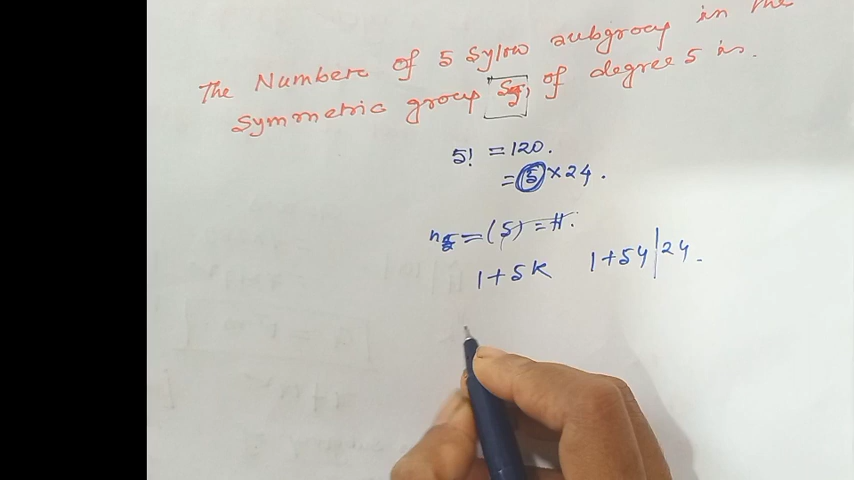 The Numbers of 5 Sylow subgroup in the
Symmetric group S5, of degree 5 is.
5! = 120.
= 5 × 24.
n5 = (5) = #.
1+5K 1+5Y|24.